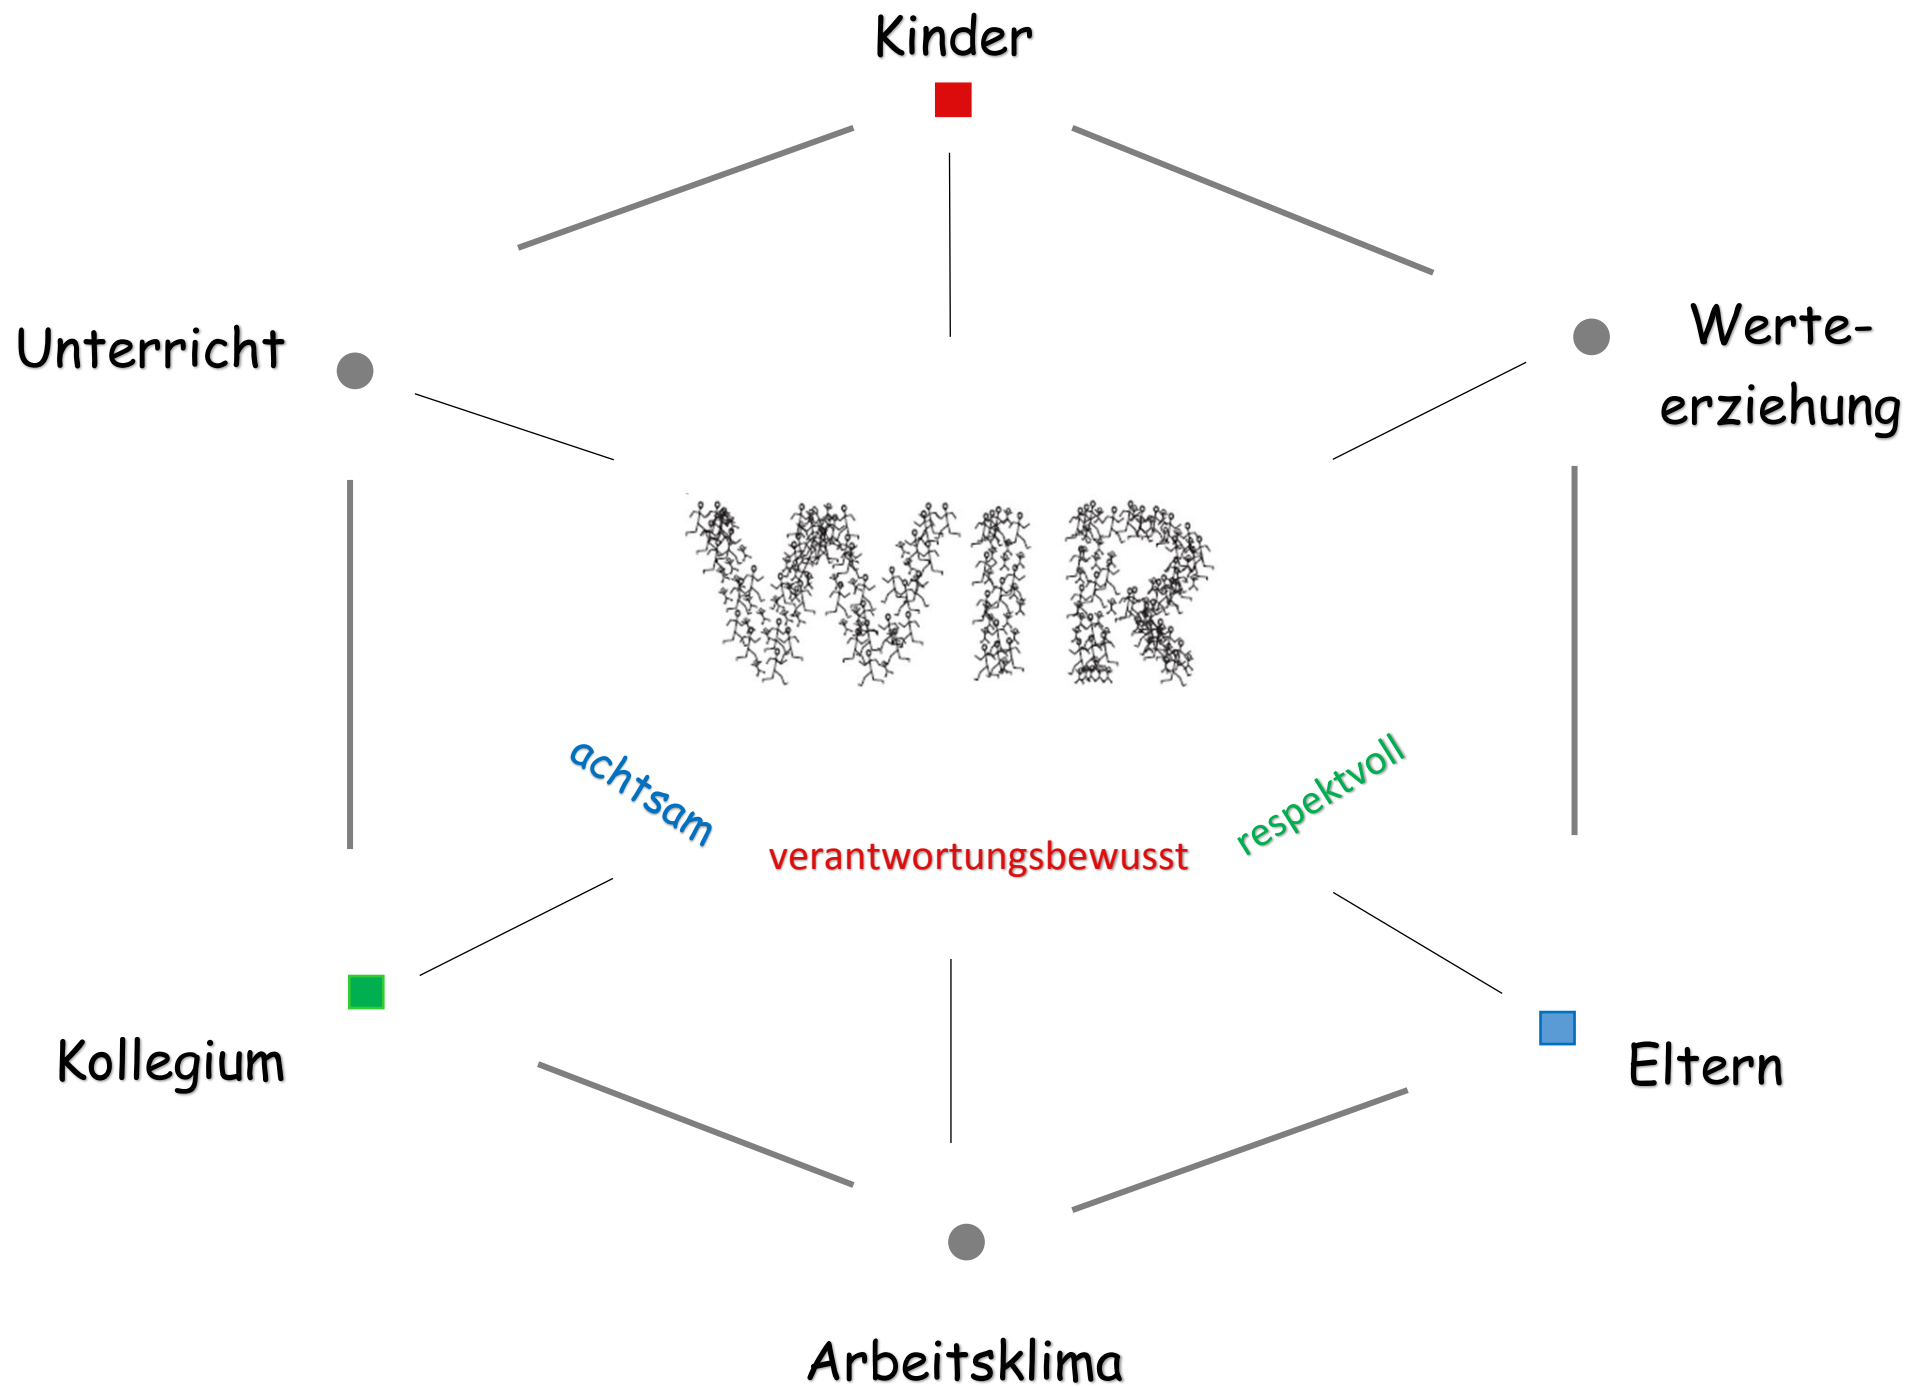 Kinder
Unterricht
Werte-
erziehung
WIR
achtsam
verantwortungsbewusst
respektvoll
Kollegium
Eltern
Arbeitsklima